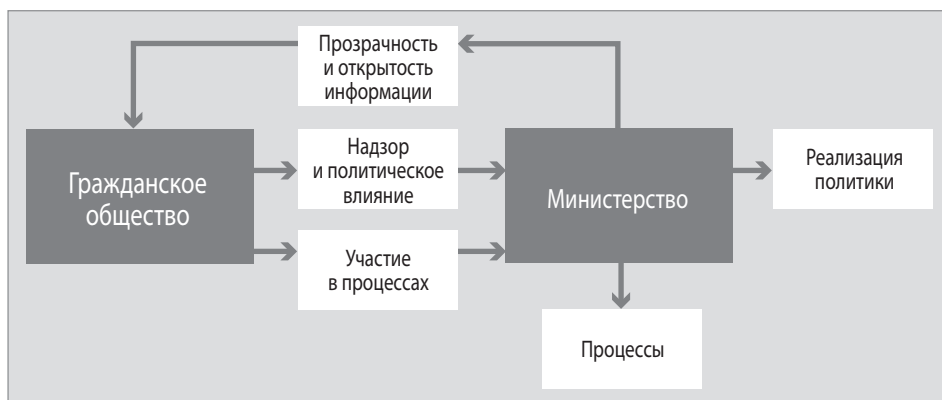 Прозрачность
и открытость
информации
Гражданское
общество
Надзор
и политическое
влияние
Министерство
Реализация
политики
Участие
в процессах
Процессы